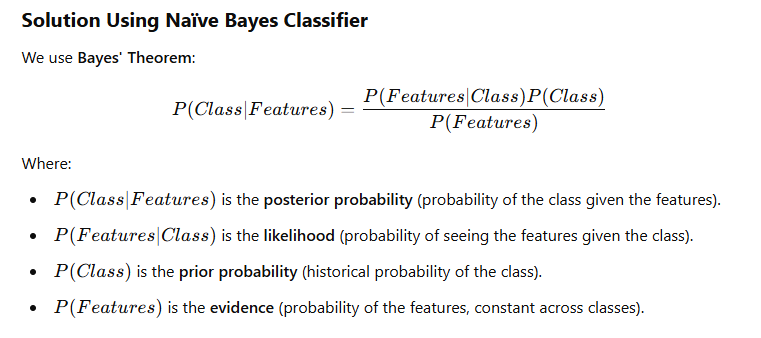 Solution Using Naïve Bayes Classifier
We use Bayes' Theorem:
P(Class|Features) = P(Features|Class)P(Class) / P(Features)
Where:
• P(Class|Features) is the posterior probability (probability of the class given the features).
• P(Features|Class) is the likelihood (probability of seeing the features given the class).
• P(Class) is the prior probability (historical probability of the class).
• P(Features) is the evidence (probability of the features, constant across classes).